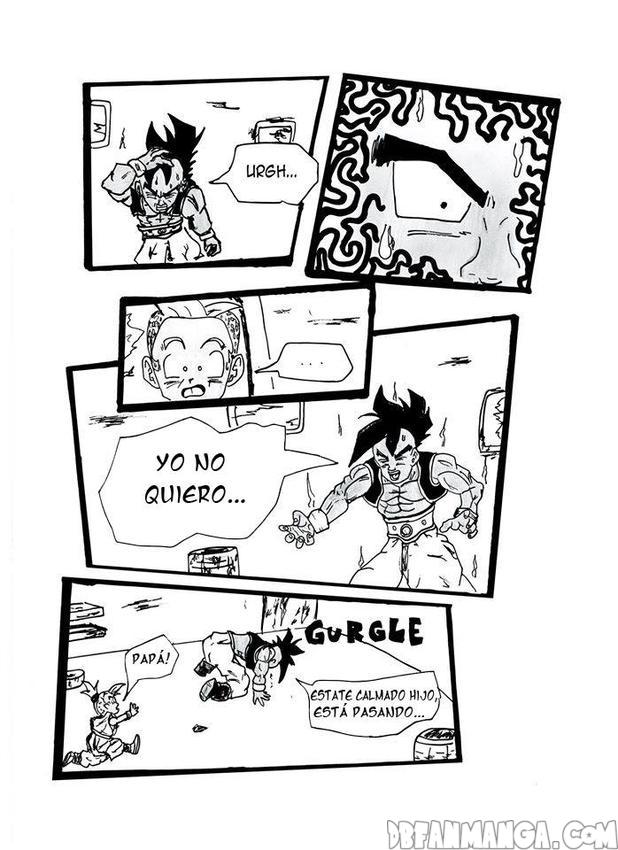 URGH...
...
YO NO
QUIERO...
PAPÁ!
GURGLE
ESTATE CALMADO HIJO,
ESTÁ PASANDO...
DBFANMANGA.COM